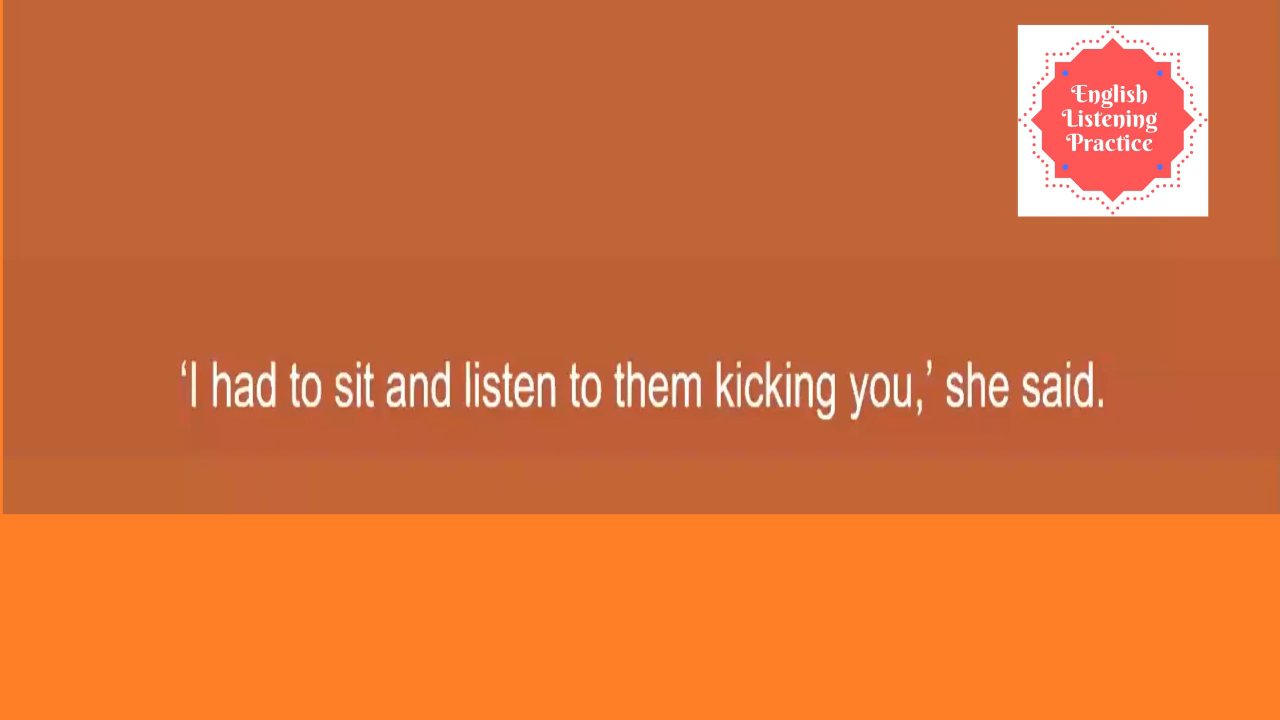 English
Listening
Practice
‘I had to sit and listen to them kicking you,’ she said.